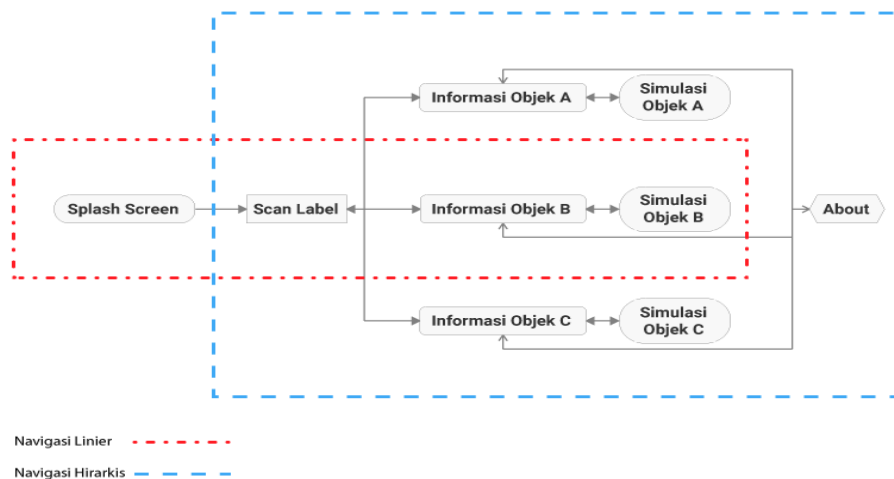 Informasi Objek A
Simulasi
Objek A
Splash Screen
Scan Label
Informasi Objek B
Simulasi
Objek B
About
Informasi Objek C
Simulasi
Objek C
Navigasi Linier
Navigasi Hirarkis